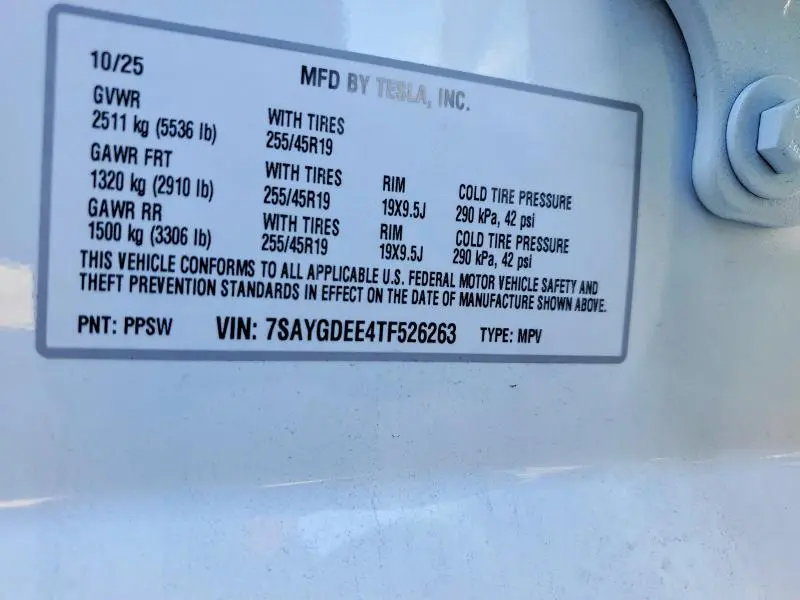 10/25 MFD BY TESLA, INC.
GVWR
2511 kg (5536 lb) WITH TIRES 255/45R19
GAWR FRT
1320 kg (2910 lb) WITH TIRES 255/45R19 RIM 19X9.5J COLD TIRE PRESSURE 290 kPa, 42 psi
GAWR RR
1500 kg (3306 lb) WITH TIRES 255/45R19 RIM 19X9.5J COLD TIRE PRESSURE 290 kPa, 42 psi
THIS VEHICLE CONFORMS TO ALL APPLICABLE U.S. FEDERAL MOTOR VEHICLE SAFETY AND
THEFT PREVENTION STANDARDS IN EFFECT ON THE DATE OF MANUFACTURE SHOWN ABOVE.
PNT: PPSW VIN: 7SAYGDEE4TF526263 TYPE: MPV